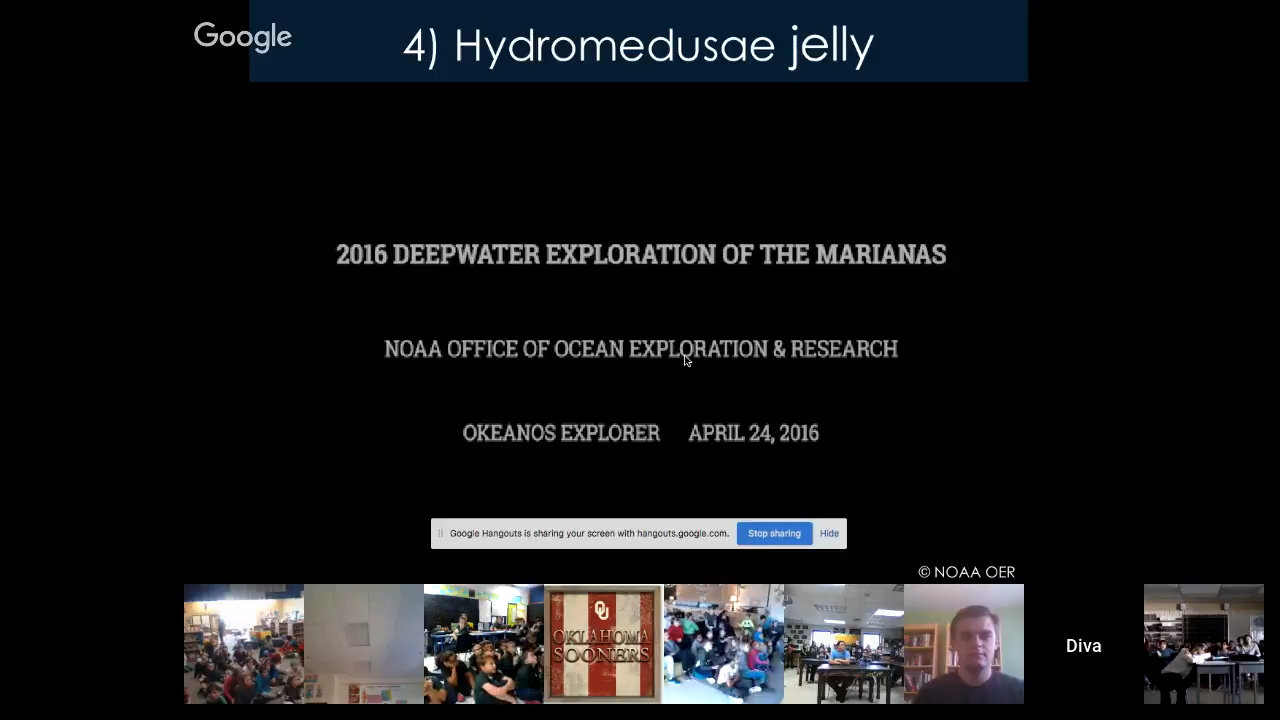 Google
4) Hydromedusae jelly
2016 DEEPWATER EXPLORATION OF THE MARIANAS
NOAA OFFICE OF OCEAN EXPLORATION & RESEARCH
OKEANOS EXPLORER APRIL 24, 2016
Google Hangouts is sharing your screen with hangouts.google.com. Stop sharing Hide
© NOAA OER
OU
OKLAHOMA
SOONERS
Diva